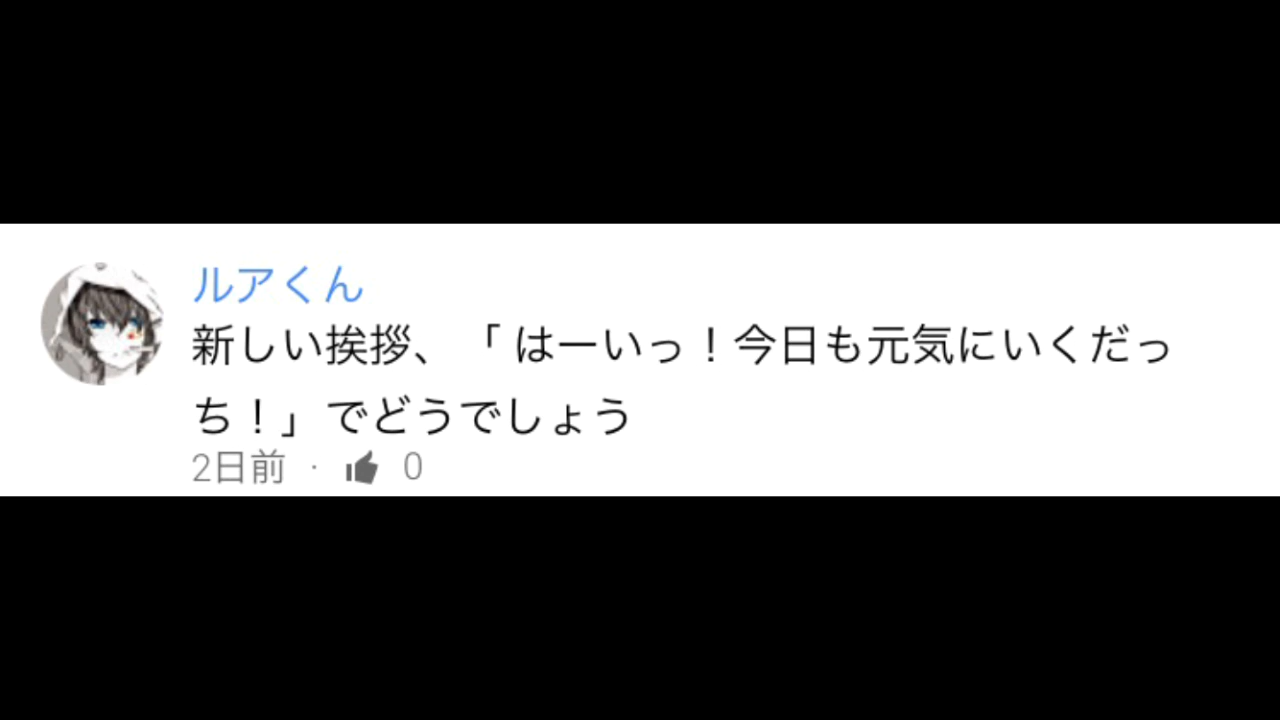 ルアくん
新しい挨拶、「はーいっ！今日も元気にいくだっ
ち！」でどうでしょう
2日前 · 0